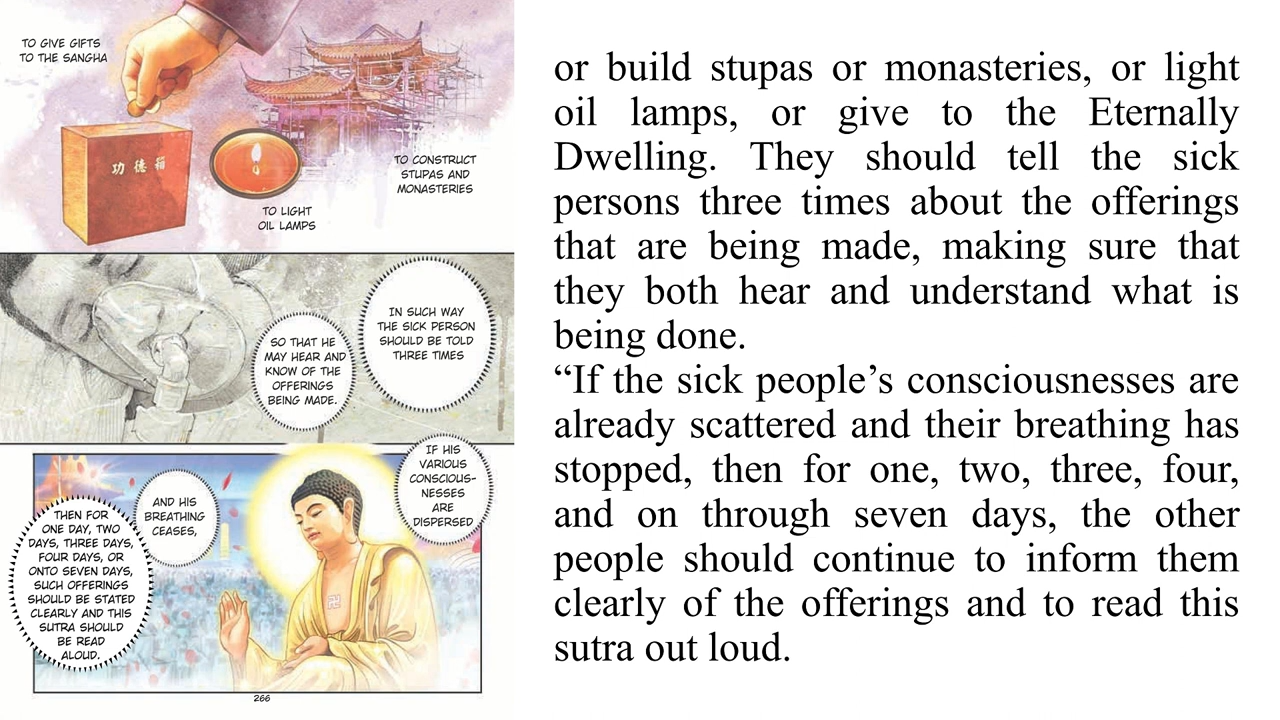 TO GIVE GIFTS
TO THE SANGHA
功德箱
TO CONSTRUCT
STUPAS AND
MONASTERIES
TO LIGHT
OIL LAMPS
IN SUCH WAY
THE SICK PERSON
SHOULD BE TOLD
THREE TIMES
SO THAT HE
MAY HEAR AND
KNOW OF THE
OFFERINGS
BEING MADE.
IF HIS
VARIOUS
CONSCIOUS-
NESSES
ARE
DISPERSED
AND HIS
BREATHING
CEASES,
THEN FOR
ONE DAY, TWO
DAYS, THREE DAYS,
FOUR DAYS, OR
ONTO SEVEN DAYS,
SUCH OFFERINGS
SHOULD BE STATED
CLEARLY AND THIS
SUTRA SHOULD
BE READ
ALOUD.
卍
266
or build stupas or monasteries, or light
oil lamps, or give to the Eternally
Dwelling. They should tell the sick
persons three times about the offerings
that are being made, making sure that
they both hear and understand what is
being done.
“If the sick people’s consciousnesses are
already scattered and their breathing has
stopped, then for one, two, three, four,
and on through seven days, the other
people should continue to inform them
clearly of the offerings and to read this
sutra out loud.